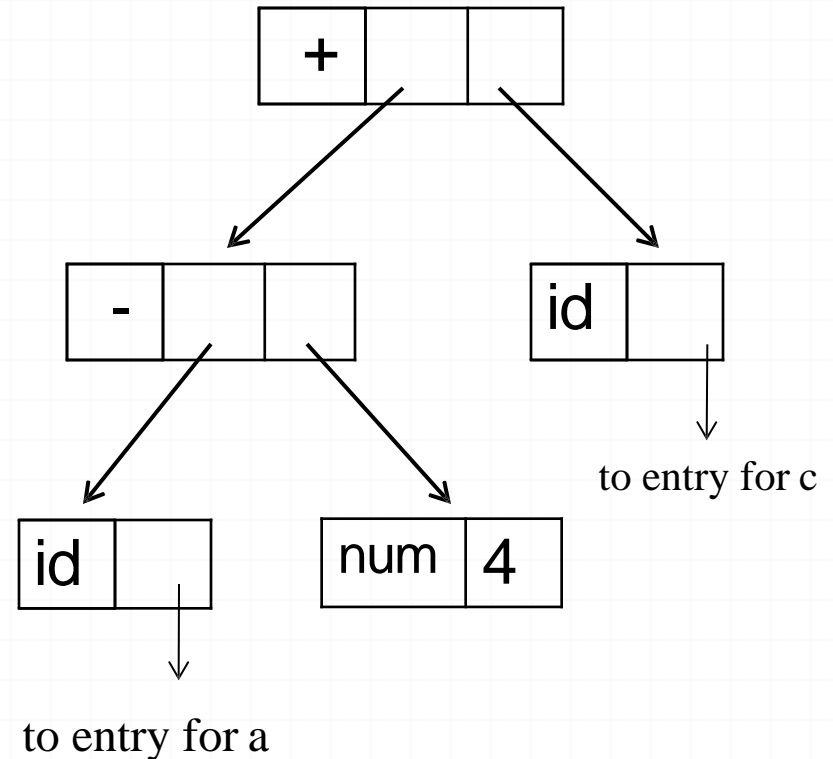 +
-
id
to entry for c
id
num 4
to entry for a